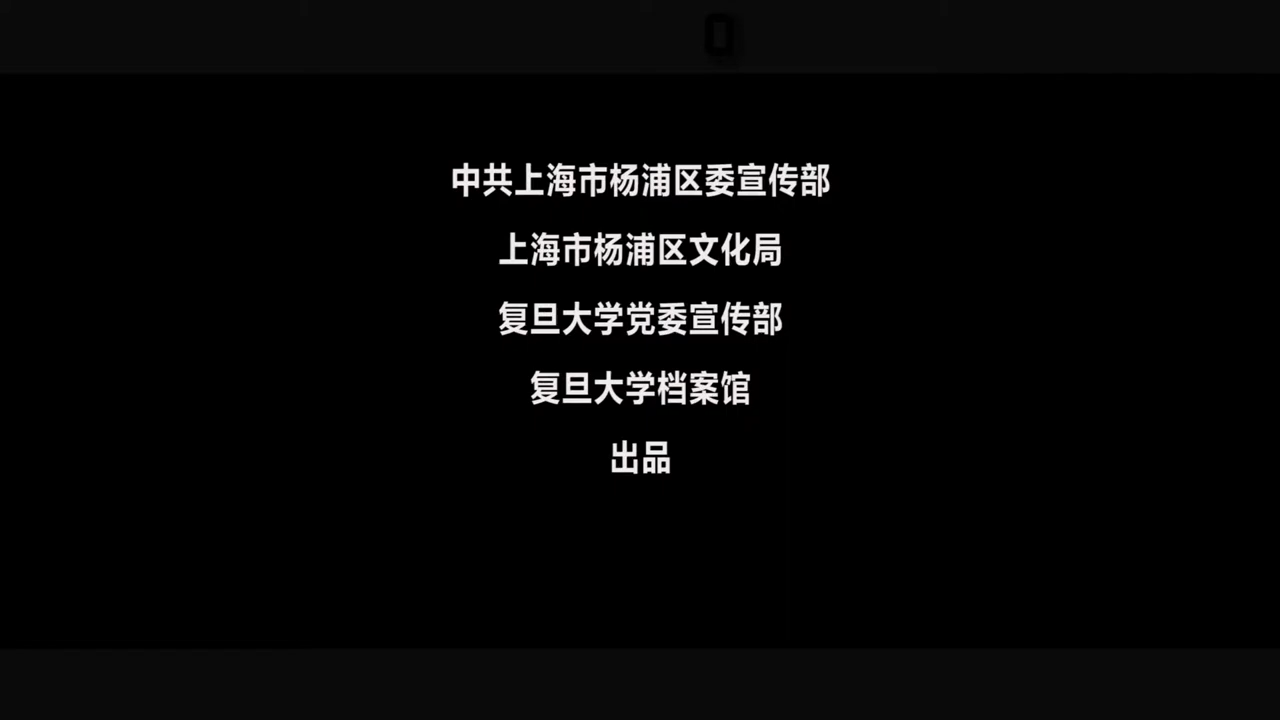 中共上海市杨浦区委宣传部
上海市杨浦区文化局
复旦大学党委宣传部
复旦大学档案馆
出品